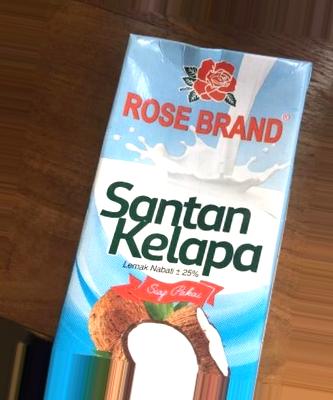 ROSE BRAND®
Santan
Kelapa
Lemak Nabati ± 25%
Siap Pakai